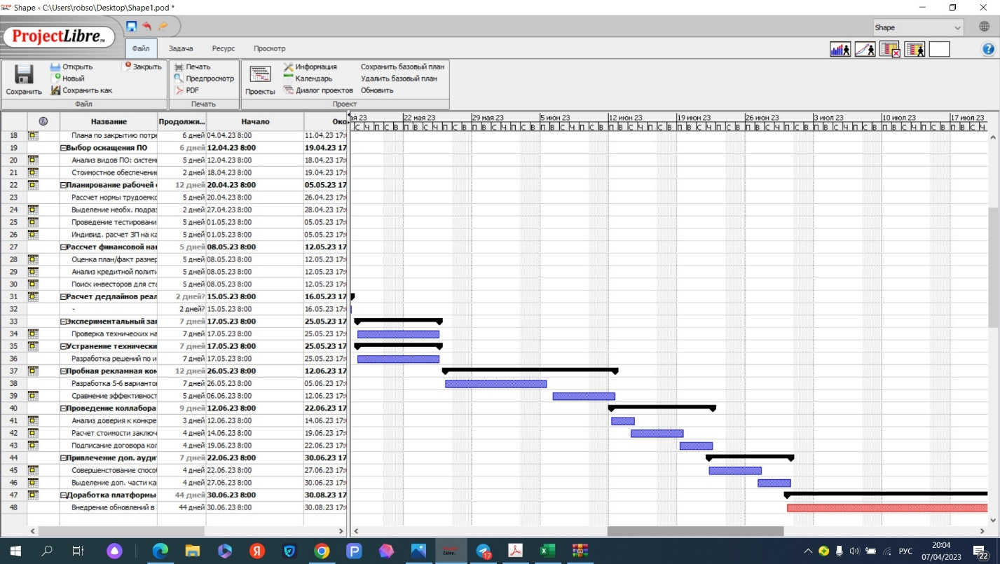 Shape - C:\Users\robso\Desktop\Shape1.pod *
ProjectLibre™
Shape
Файл Задача Ресурс Просмотр
Сохранить
Открыть
Новый
Сохранить как
Закрыть
Файл
Печать
Предпросмотр
PDF
Печать
Проекты
Информация
Календарь
Диалог проектов
Сохранить базовый план
Удалить базовый план
Обновить
Проект
Название Продолжи... Начало Око
ая 23 22 мая 23 29 мая 23 5 июн 23 12 июн 23 19 июн 23 26 июн 23 3 июл 23 10 июл 23 17 июл 23
С Ч П С В П В С Ч П С В П В С Ч П С В П В С Ч П С В П В С Ч П С В П В С Ч П С В П В С Ч П С В П В С Ч П С В П В С Ч П С В П В С Ч
18 Плана по закрытию потре 6 дней 04.04.23 8:00 11.04.23 17:
19 Выбор оснащения ПО 6 дней 12.04.23 8:00 19.04.23 17
20 Анализ видов ПО: систем 5 дней 12.04.23 8:00 18.04.23 17:
21 Стоимостное обеспечение 2 дней 18.04.23 8:00 19.04.23 17:
22 Планирование рабочей 12 дней 20.04.23 8:00 05.05.23 17
23 Рассчет нормы трудоемко 5 дней 20.04.23 8:00 26.04.23 17:
24 Выделение необх. подраз 2 дней 27.04.23 8:00 28.04.23 17:
25 Проведение тестировани 5 дней 01.05.23 8:00 05.05.23 17:
26 Индивид. расчет ЗП на ка 5 дней 01.05.23 8:00 05.05.23 17:
27 Рассчет финансовой наг 5 дней 08.05.23 8:00 12.05.23 17
28 Оценка план/факт размер 5 дней 08.05.23 8:00 12.05.23 17:
29 Анализ кредитной полити 5 дней 08.05.23 8:00 12.05.23 17:
30 Поиск инвесторов для ста 5 дней 08.05.23 8:00 12.05.23 17:
31 Расчет дедлайнов реал 2 дней? 15.05.23 8:00 16.05.23 17
32 - 2 дней? 15.05.23 8:00 16.05.23 17:
33 Экспериментальный заг 7 дней 17.05.23 8:00 25.05.23 17
34 Проверка технических на 7 дней 17.05.23 8:00 25.05.23 17:
35 Устранение технически 7 дней 17.05.23 8:00 25.05.23 17
36 Разработка решений по и 7 дней 17.05.23 8:00 25.05.23 17:
37 Пробная рекламная ком 12 дней 26.05.23 8:00 12.06.23 17
38 Разработка 5-6 варианто 7 дней 26.05.23 8:00 05.06.23 17:
39 Сравнение эффективност 5 дней 06.06.23 8:00 12.06.23 17:
40 Проведение коллабора 9 дней 12.06.23 8:00 22.06.23 17
41 Анализ доверия к конкре 3 дней 12.06.23 8:00 14.06.23 17:
42 Расчет стоимости заключ 4 дней 14.06.23 8:00 19.06.23 17:
43 Подписание договора кол 4 дней 19.06.23 8:00 22.06.23 17:
44 Привлечение доп. ауди 7 дней 22.06.23 8:00 30.06.23 17
45 Совершенстование спосо 4 дней 22.06.23 8:00 27.06.23 17:
46 Выделение доп. части ка 4 дней 27.06.23 8:00 30.06.23 17:
47 Доработка платформы 44 дней 30.06.23 8:00 30.08.23 17
48 Внедрение обновлений в 44 дней 30.06.23 8:00 30.08.23 17:
17
РУС
20:04
07/04/2023
22